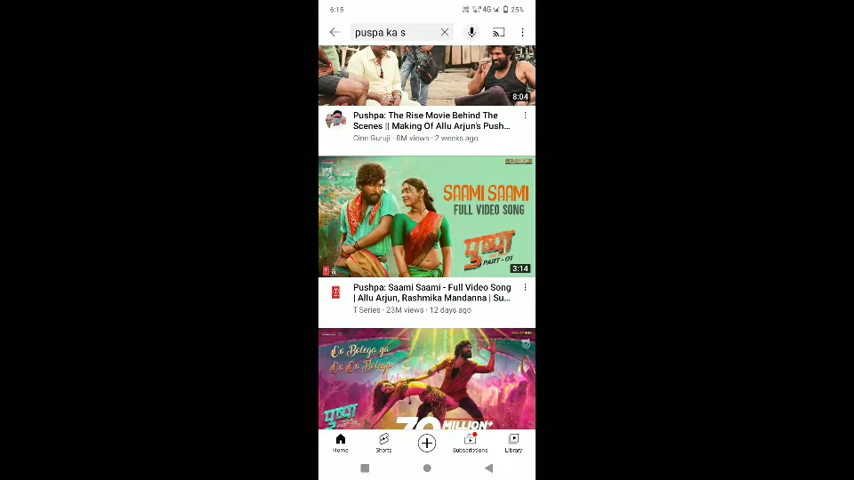 6:15
4G 25%
puspa ka s
8:04
Pushpa: The Rise Movie Behind The
Scenes || Making Of Allu Arjun's Push...
Cine Guruji · 8M views · 2 weeks ago
SAAMI SAAMI
FULL VIDEO SONG
पुष्पा
PART-01
3:14
Pushpa: Saami Saami - Full Video Song
| Allu Arjun, Rashmika Mandanna | Su...
T Series · 23M views · 12 days ago
Oo Bolega ya
Oo Oo Bolega
पुष्पा
70 MILLION+
Home
Shorts
Subscriptions
Library